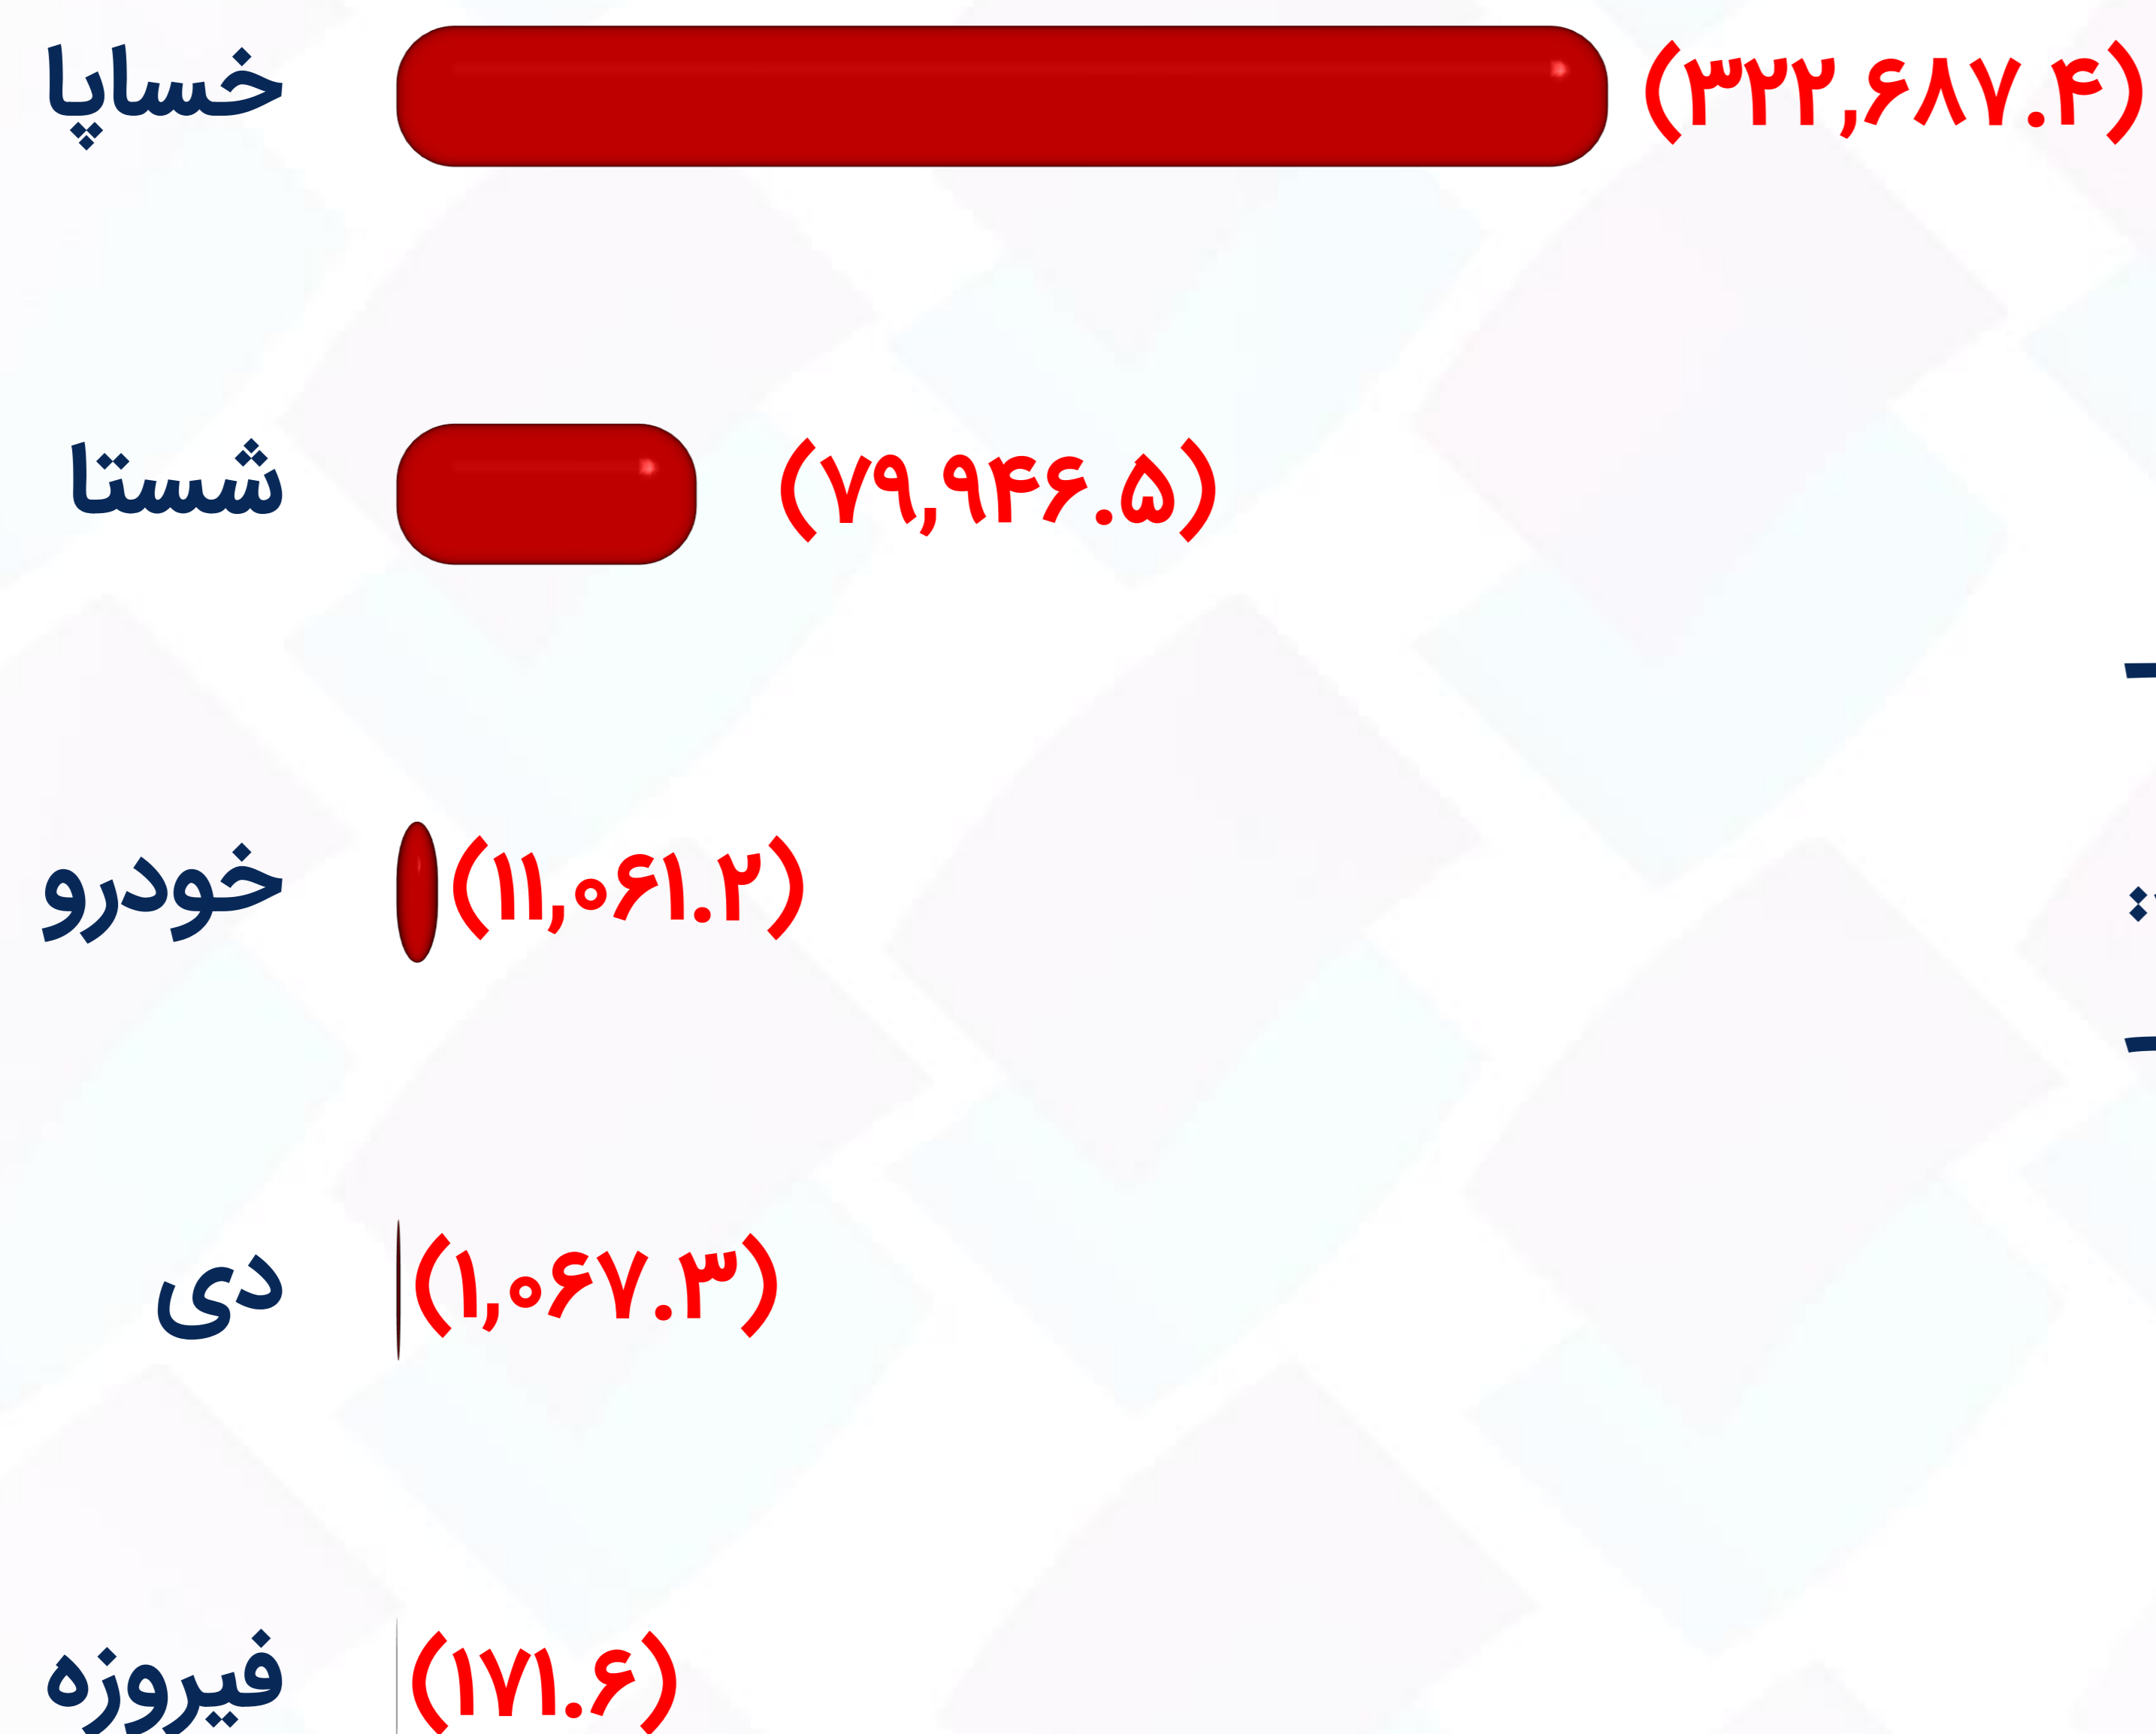 خساپا (۳۲۲,۶۸۷.۴)
شستا (۷۹,۹۴۶.۵)
خودرو (۱۱,۰۶۱.۲)
دی (۱,۰۶۷.۳)
فیروزه (۱۷۱.۶)